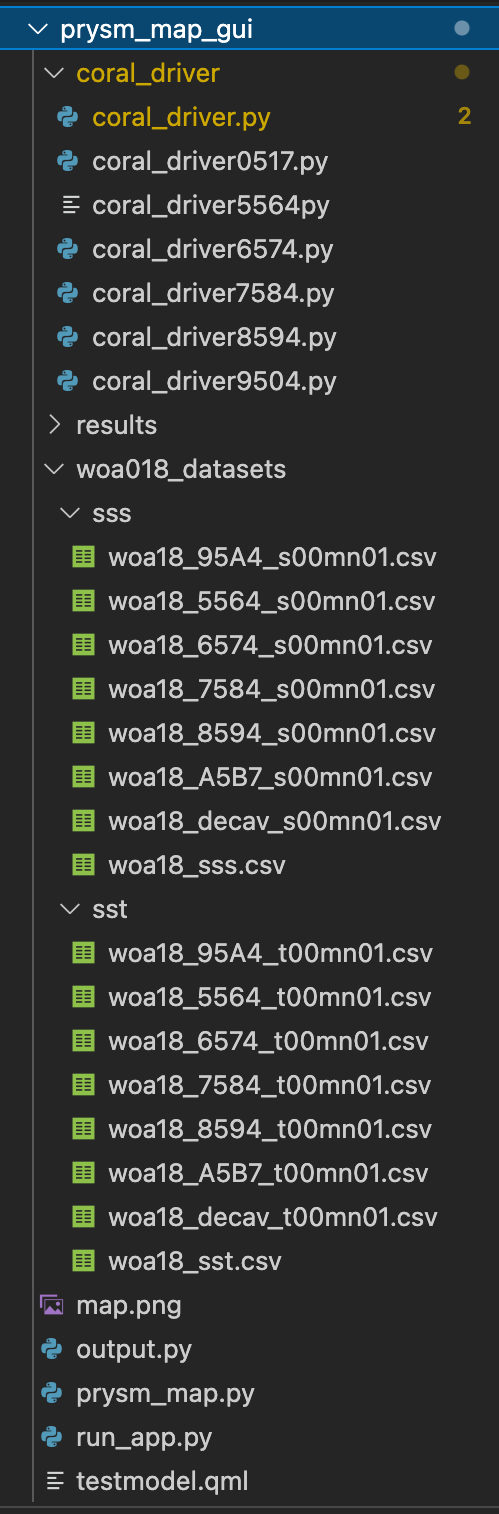 prysm_map_gui
coral_driver
coral_driver.py 2
coral_driver0517.py
coral_driver5564py
coral_driver6574.py
coral_driver7584.py
coral_driver8594.py
coral_driver9504.py
results
woa018_datasets
sss
woa18_95A4_s00mn01.csv
woa18_5564_s00mn01.csv
woa18_6574_s00mn01.csv
woa18_7584_s00mn01.csv
woa18_8594_s00mn01.csv
woa18_A5B7_s00mn01.csv
woa18_decav_s00mn01.csv
woa18_sss.csv
sst
woa18_95A4_t00mn01.csv
woa18_5564_t00mn01.csv
woa18_6574_t00mn01.csv
woa18_7584_t00mn01.csv
woa18_8594_t00mn01.csv
woa18_A5B7_t00mn01.csv
woa18_decav_t00mn01.csv
woa18_sst.csv
map.png
output.py
prysm_map.py
run_app.py
testmodel.qml